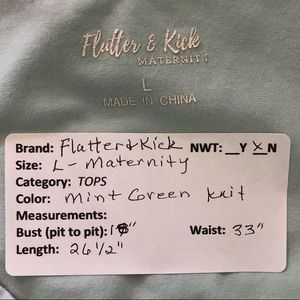 Flutter & Kick
MATERNITY
L
MADE IN CHINA
Brand: Flatter & Kick NWT: __Y X N
Size: L - Maternity
Category: TOPS
Color: Mint Green Knit
Measurements:
Bust (pit to pit): Waist: 33"
Length: 26 1/2"